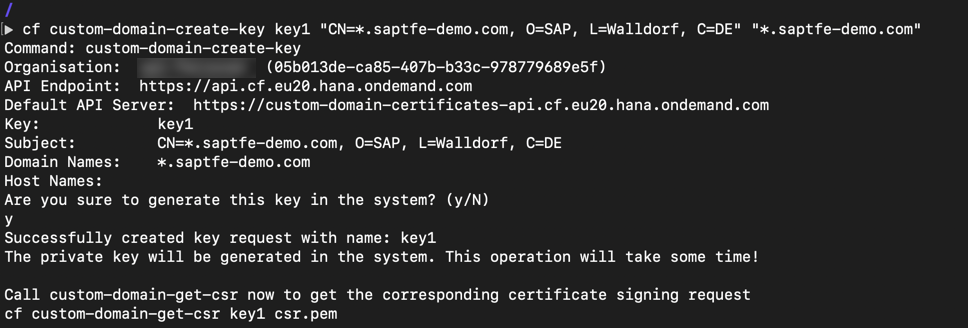 /
▶ cf custom-domain-create-key key1 "CN=*.saptfe-demo.com, O=SAP, L=Walldorf, C=DE" "*.saptfe-demo.com"
Command: custom-domain-create-key
Organisation: (05b013de-ca85-407b-b33c-978779689e5f)
API Endpoint: https://api.cf.eu20.hana.ondemand.com
Default API Server: https://custom-domain-certificates-api.cf.eu20.hana.ondemand.com
Key: key1
Subject: CN=*.saptfe-demo.com, O=SAP, L=Walldorf, C=DE
Domain Names: *.saptfe-demo.com
Host Names:
Are you sure to generate this key in the system? (y/N)
y
Successfully created key request with name: key1
The private key will be generated in the system. This operation will take some time!
Call custom-domain-get-csr now to get the corresponding certificate signing request
cf custom-domain-get-csr key1 csr.pem